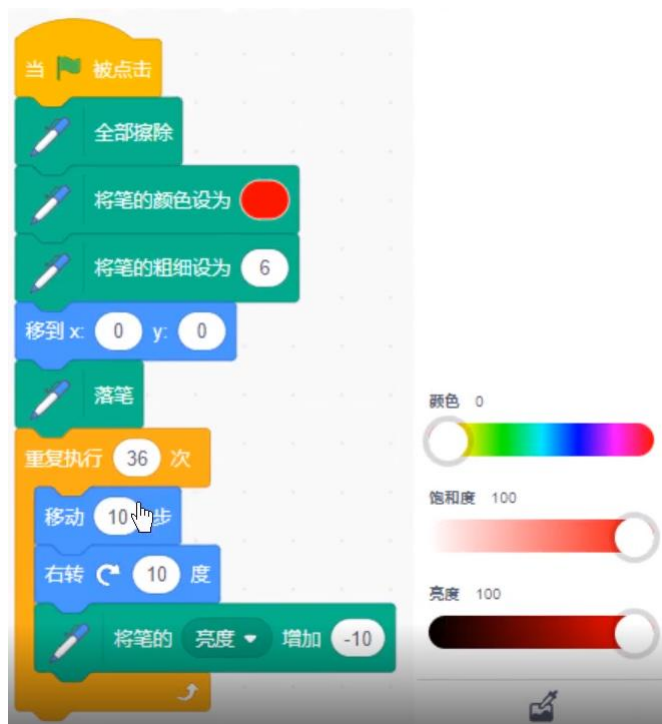 当 被点击
全部擦除
将笔的颜色设为
将笔的粗细设为 6
移到 x: 0 y: 0
落笔
重复执行 36 次
移动 10 步
右转 10 度
将笔的 亮度 增加 -10
颜色 0
饱和度 100
亮度 100